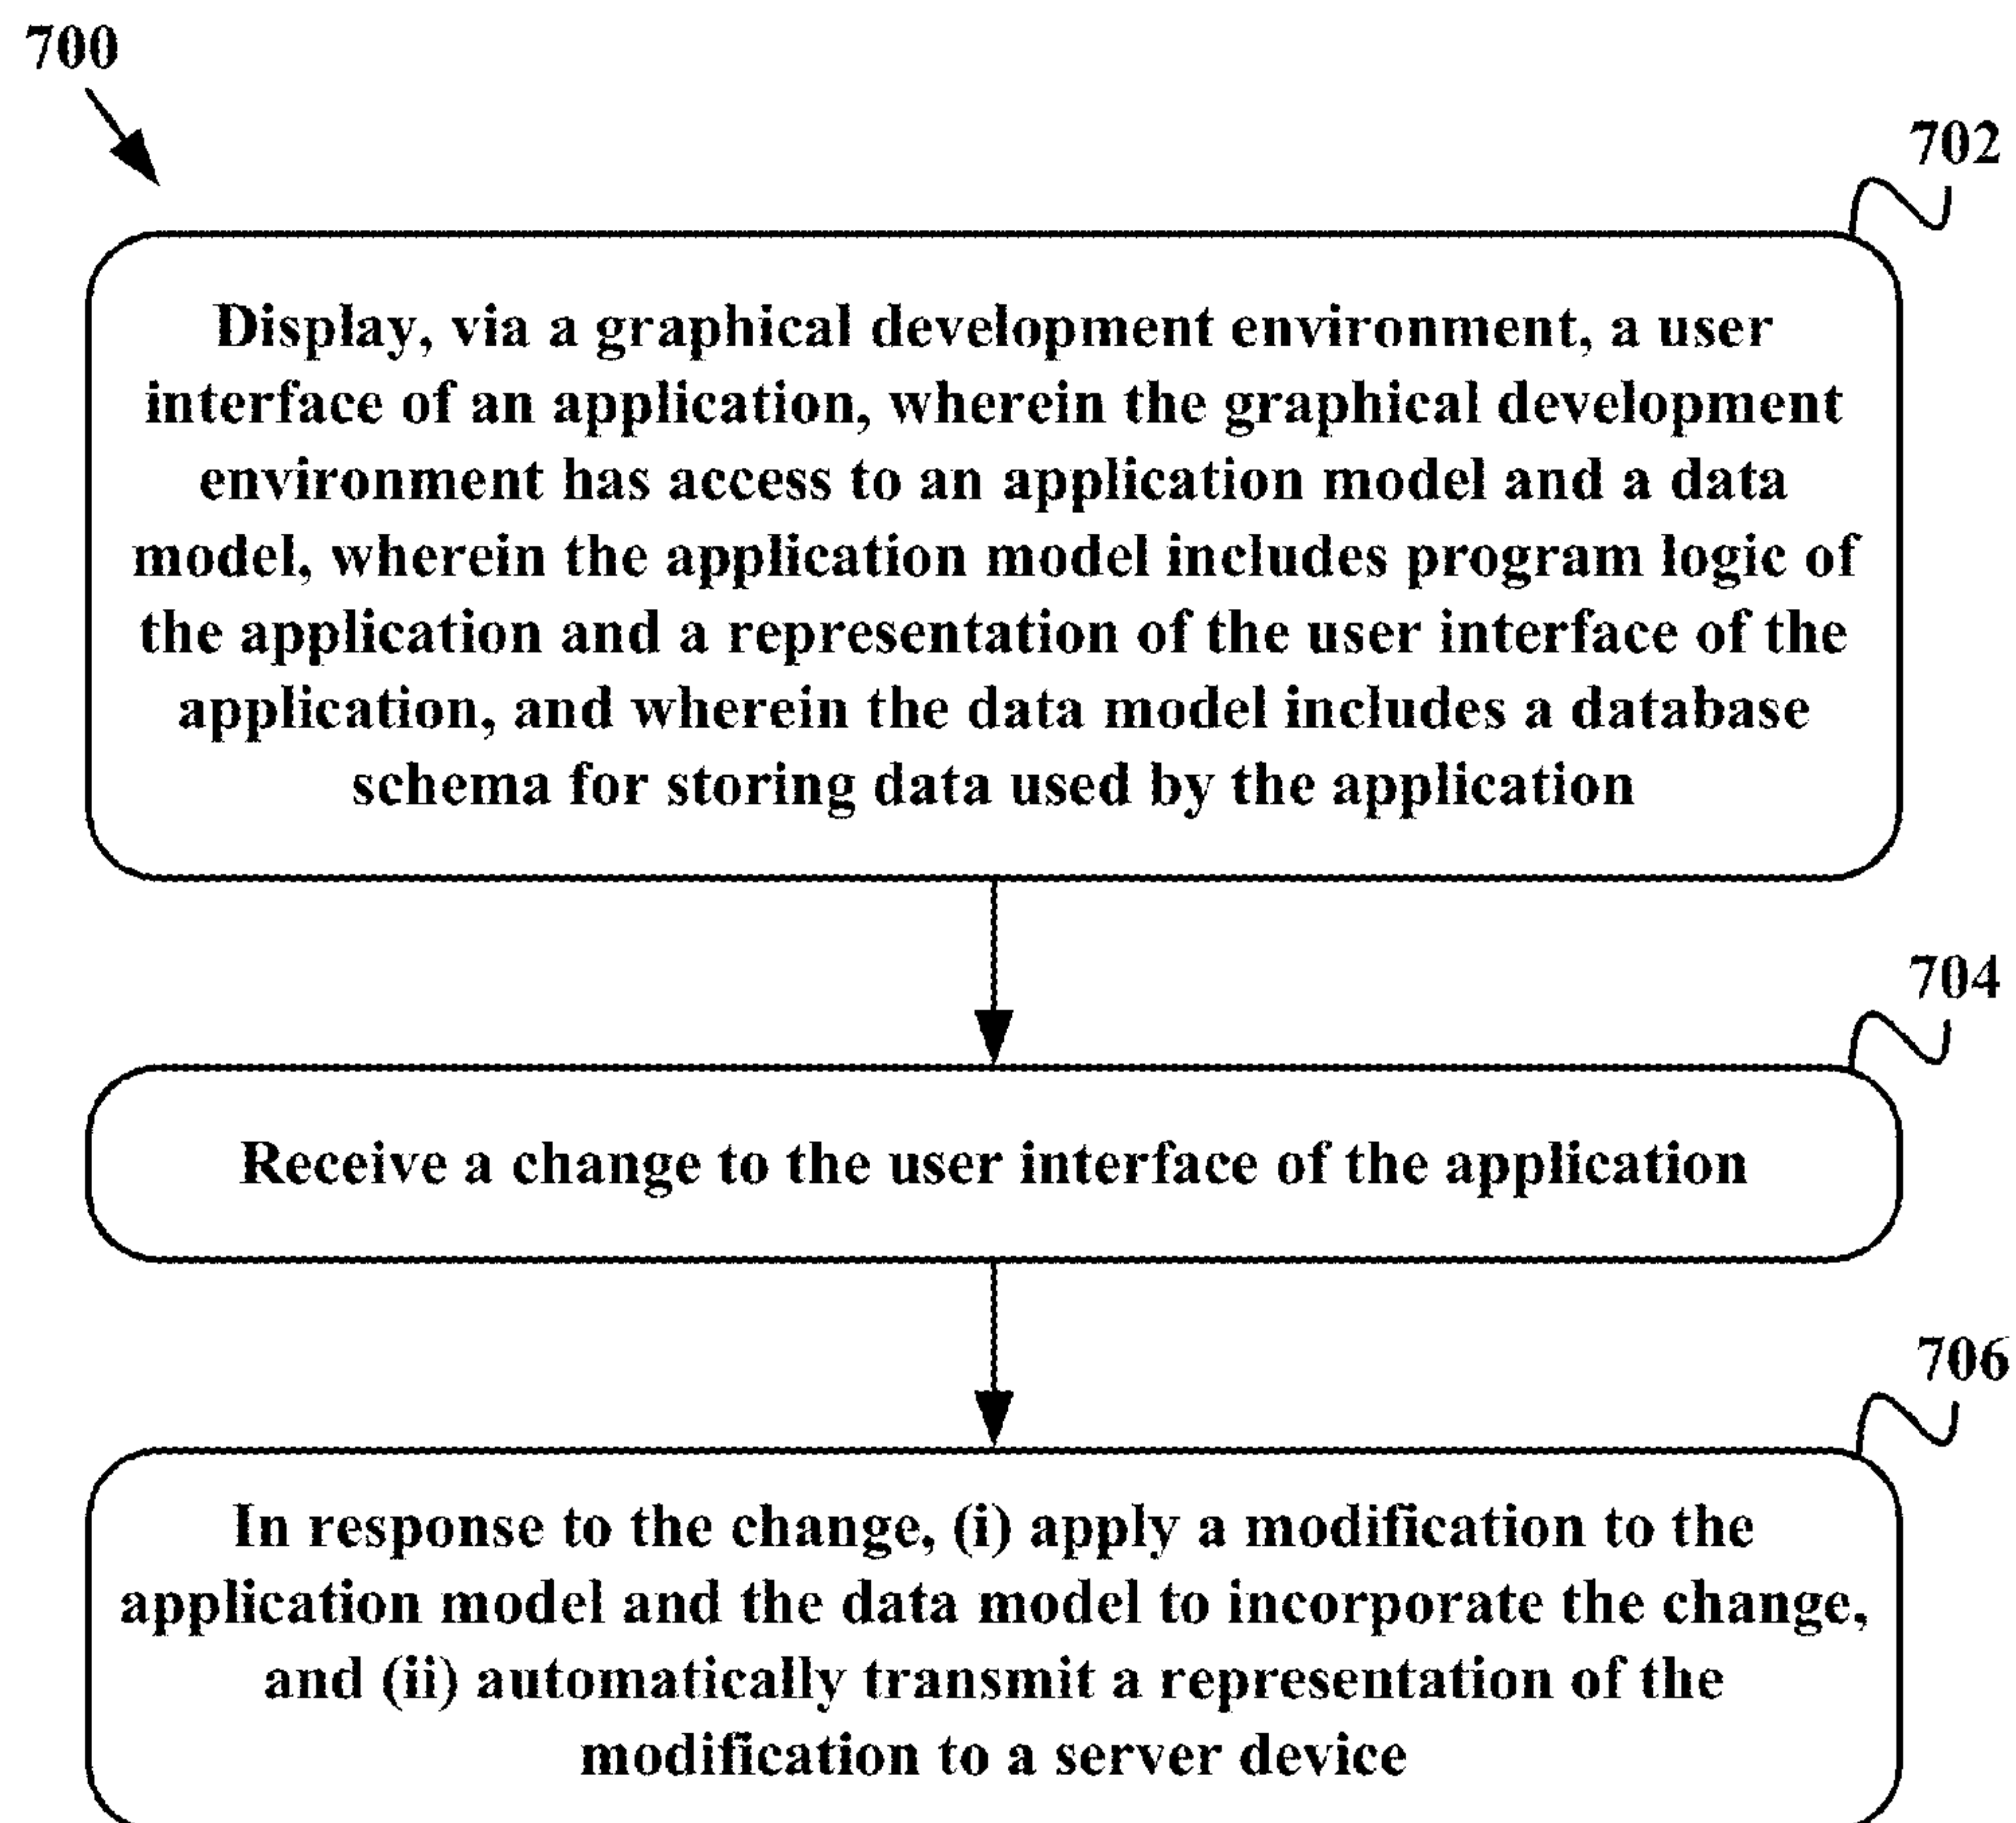 700
702
Display, via a graphical development environment, a user
interface of an application, wherein the graphical development
environment has access to an application model and a data
model, wherein the application model includes program logic of
the application and a representation of the user interface of the
application, and wherein the data model includes a database
schema for storing data used by the application
704
Receive a change to the user interface of the application
706
In response to the change, (i) apply a modification to the
application model and the data model to incorporate the change,
and (ii) automatically transmit a representation of the
modification to a server device